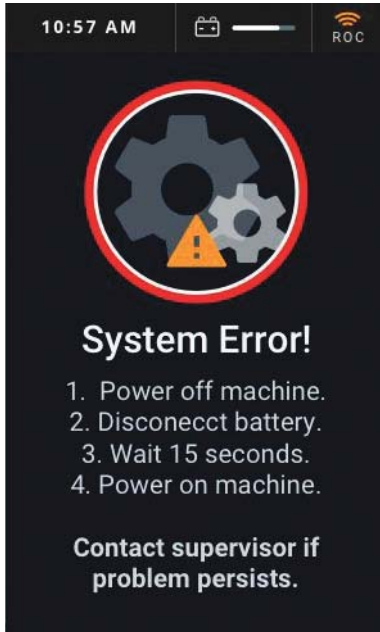 10:57 AM
ROC
System Error!
1. Power off machine.
2. Disconecct battery.
3. Wait 15 seconds.
4. Power on machine.
Contact supervisor if
problem persists.